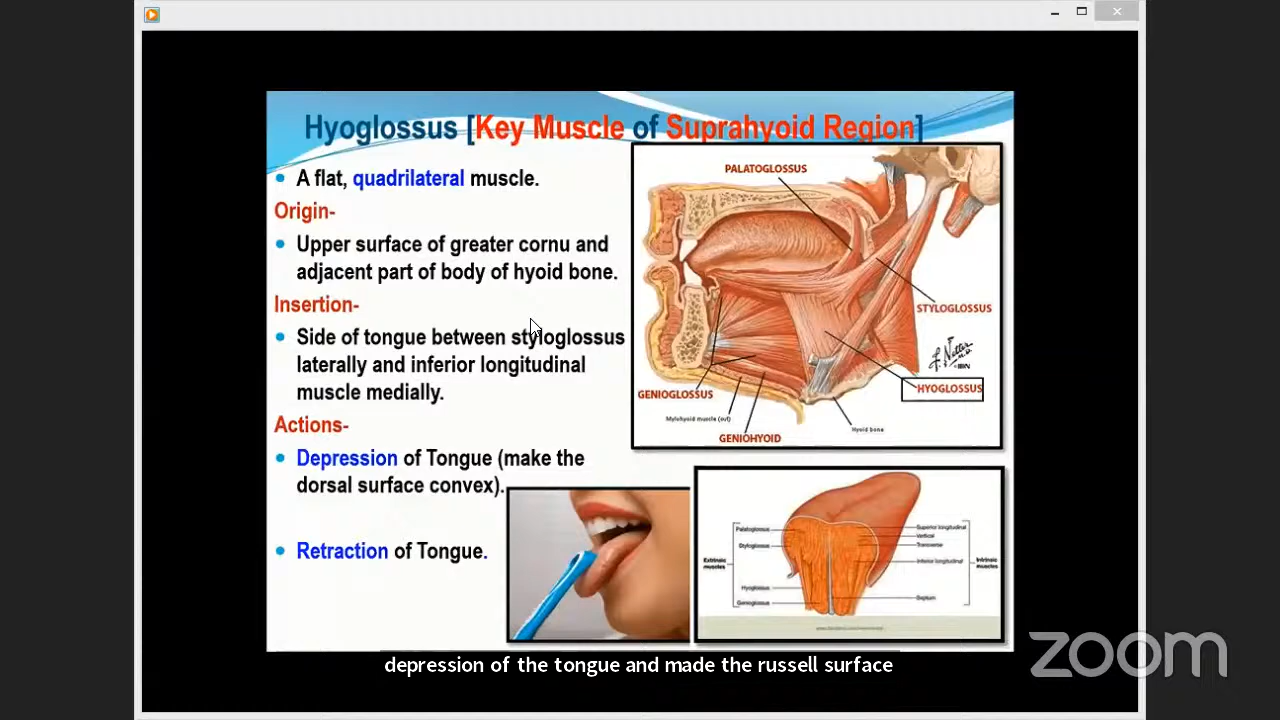 Hyoglossus [Key Muscle of Suprahyoid Region]
A flat, quadrilateral muscle.
Origin-
Upper surface of greater cornu and
adjacent part of body of hyoid bone.
Insertion-
Side of tongue between styloglossus
laterally and inferior longitudinal
muscle medially.
Actions-
Depression of Tongue (make the
dorsal surface convex).
Retraction of Tongue.
PALATOGLOSSUS
STYLOGLOSSUS
F. Netter
M.D.
HYOGLOSSUS
GENIOGLOSSUS
Mylohyoid muscle (cut)
Hyoid bone
GENIOHYOID
Palatoglossus
Styloglossus
Extrinsic
muscles
Hyoglossus
Genioglossus
Superior longitudinal
Vertical
Transverse
Inferior longitudinal
Intrinsic
muscles
Septum
depression of the tongue and made the russell surface
zoom